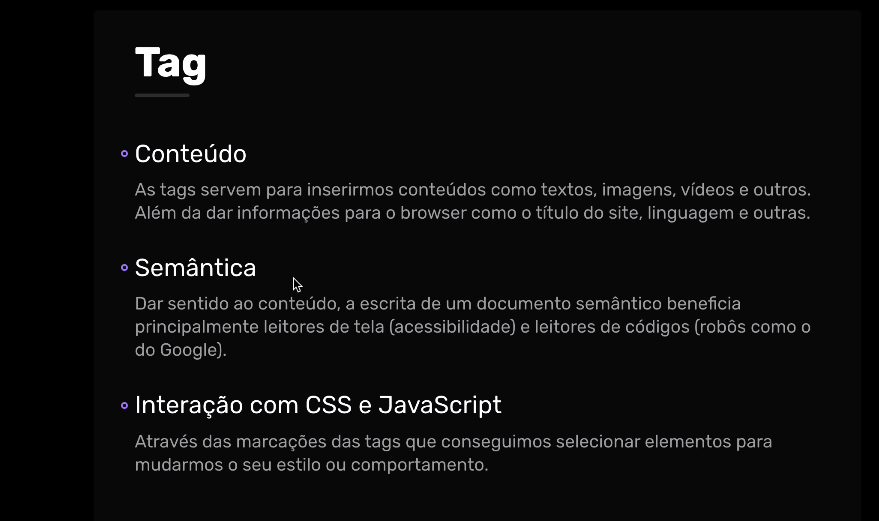 Tag
Conteúdo
As tags servem para inserirmos conteúdos como textos, imagens, vídeos e outros.
Além da dar informações para o browser como o título do site, linguagem e outras.
Semântica
Dar sentido ao conteúdo, a escrita de um documento semântico beneficia
principalmente leitores de tela (acessibilidade) e leitores de códigos (robôs como o
do Google).
Interação com CSS e JavaScript
Através das marcações das tags que conseguimos selecionar elementos para
mudarmos o seu estilo ou comportamento.